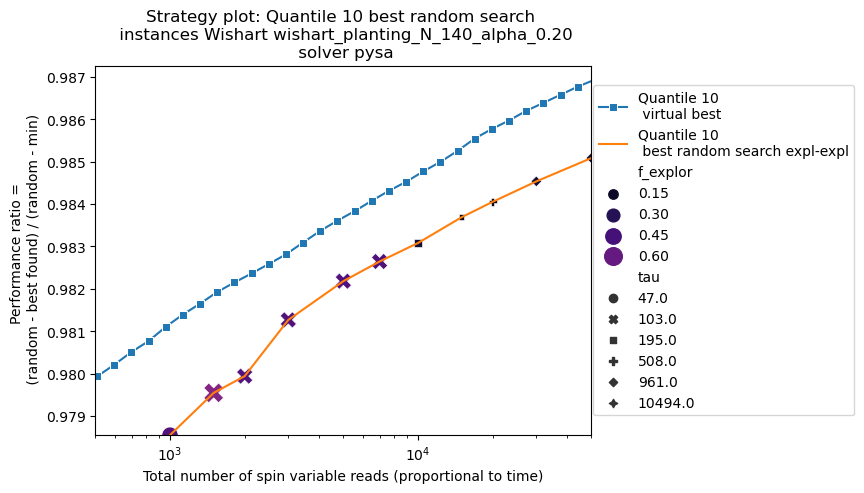 Strategy plot: Quantile 10 best random search
instances Wishart wishart_planting_N_140_alpha_0.20
solver pysa
Performance ratio =
(random - best found) / (random - min)
0.987
0.986
0.985
0.984
0.983
0.982
0.981
0.980
0.979
10^3
10^4
Total number of spin variable reads (proportional to time)
Quantile 10
virtual best
Quantile 10
best random search expl-expl
f_explor
0.15
0.30
0.45
0.60
tau
47.0
103.0
195.0
508.0
961.0
10494.0